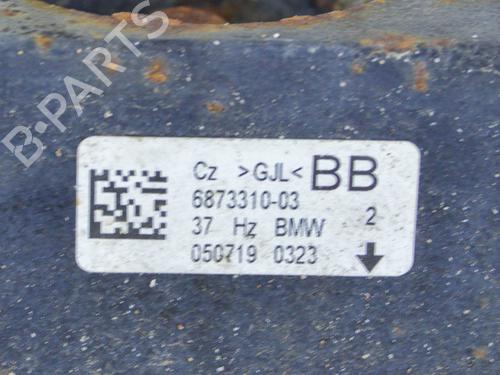 B-PARTS
Cz >GJL< BB
6873310-03
37 Hz BMW 2
050719 0323